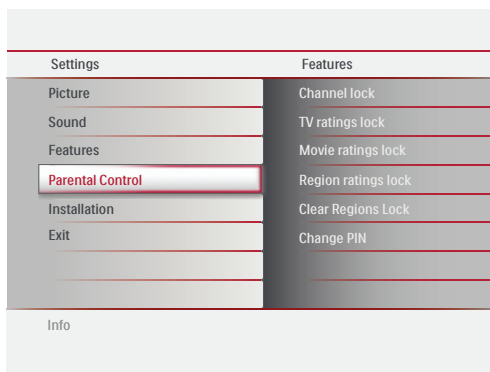 Settings
Features
Picture
Channel lock
Sound
TV ratings lock
Features
Movie ratings lock
Parental Control
Region ratings lock
Installation
Clear Regions Lock
Exit
Change PIN
Info